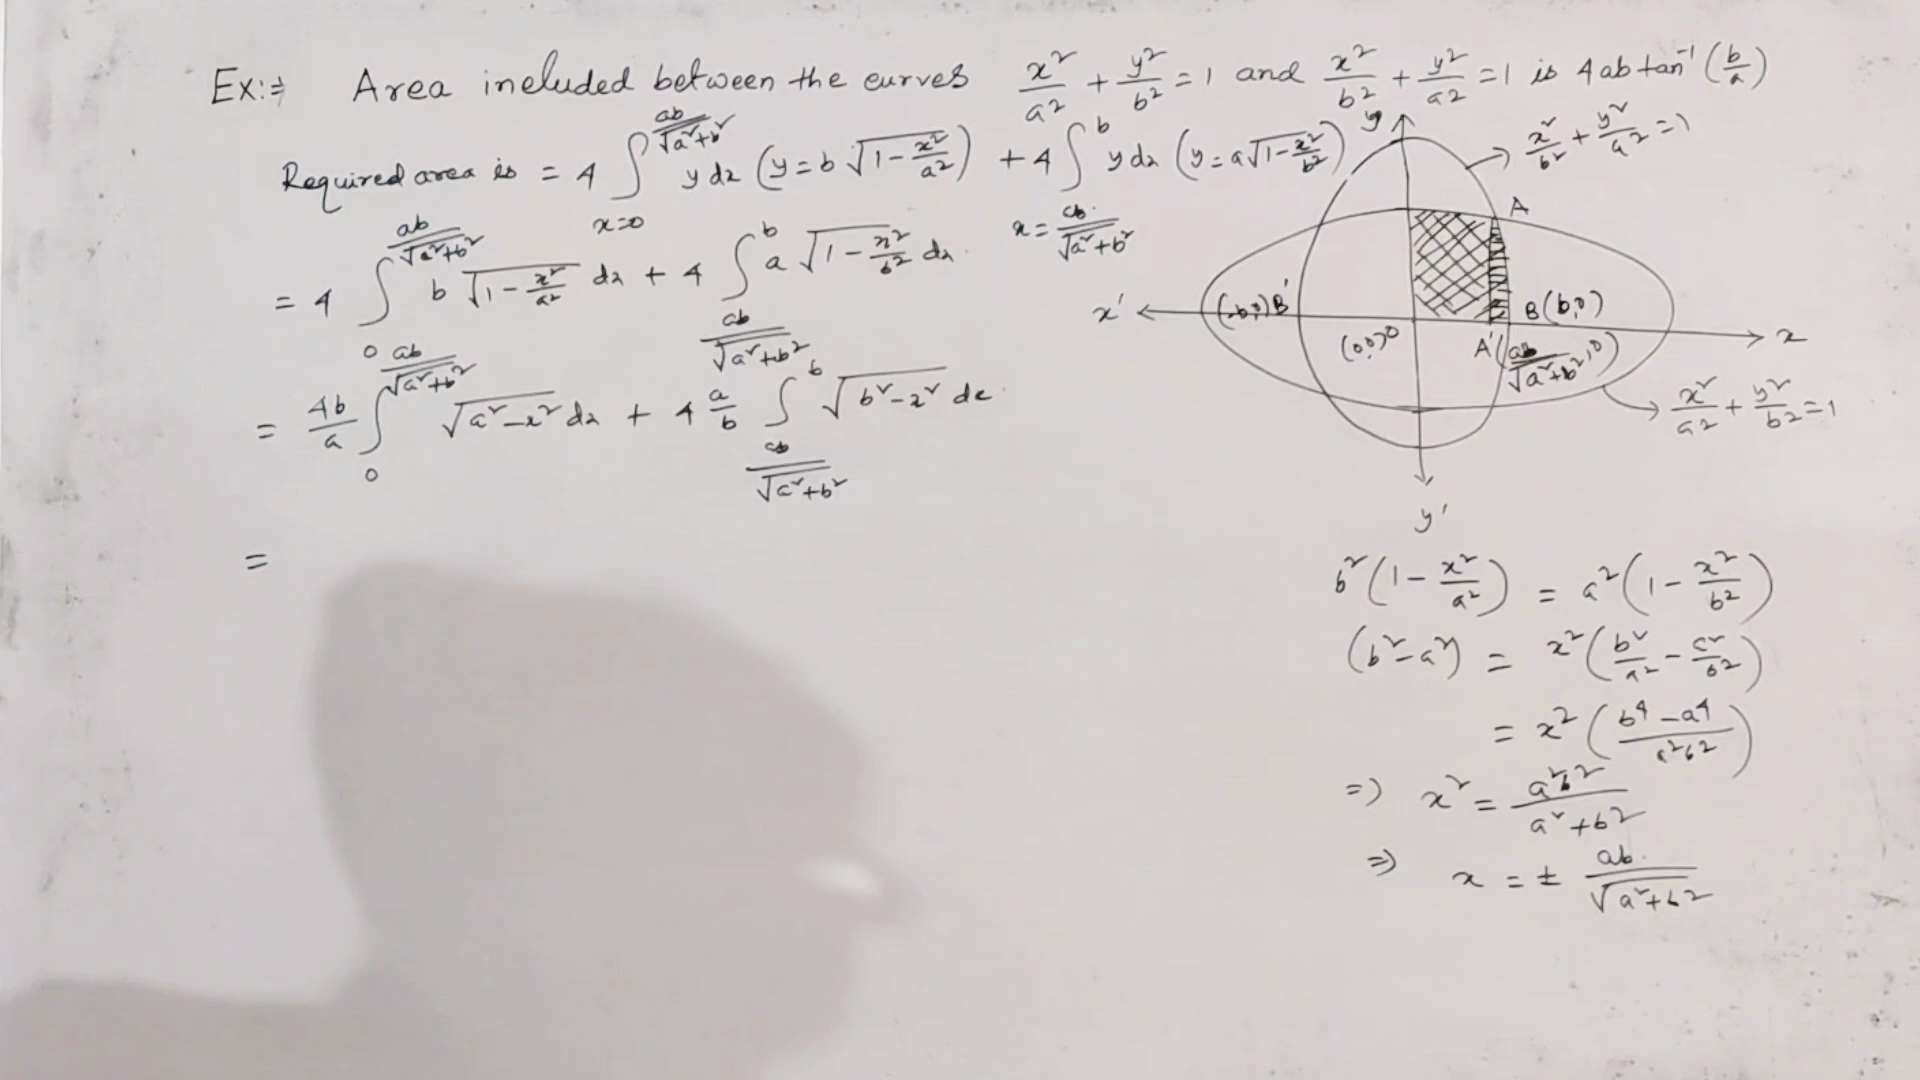 Ex:⇒ Area included between the curves x²/a² + y²/b² = 1 and x²/b² + y²/a² = 1 is 4ab tan⁻¹(b/a)
Required area is = 4 ∫_{x=0}^{ab/√(a²+b²)} y dx (y = b √(1 - x²/a²)) + 4 ∫_{x = ab/√(a²+b²)}^{b} y dx (y = a√(1 - x²/b²))
= 4 ∫_{0}^{ab/√(a²+b²)} b √(1 - x²/a²) dx + 4 ∫_{ab/√(a²+b²)}^{b} a √(1 - x²/b²) dx.
= 4b/a ∫_{0}^{ab/√(a²+b²)} √(a² - x²) dx + 4 a/b ∫_{ab/√(a²+b²)}^{b} √(b² - x²) dx.
=
y
x²/b² + y²/a² = 1
A
x'
(-b,0) B'
B (b,0)
(0,0) 0
A' (ab/√(a²+b²), 0)
x
x²/a² + y²/b² = 1
y'
b²(1 - x²/a²) = a²(1 - x²/b²)
(b² - a²) = x²(b²/a² - a²/b²)
= x²((b⁴ - a⁴)/(a²b²))
⇒ x² = a²b²/(a² + b²)
⇒ x = ± ab/√(a²+b²)